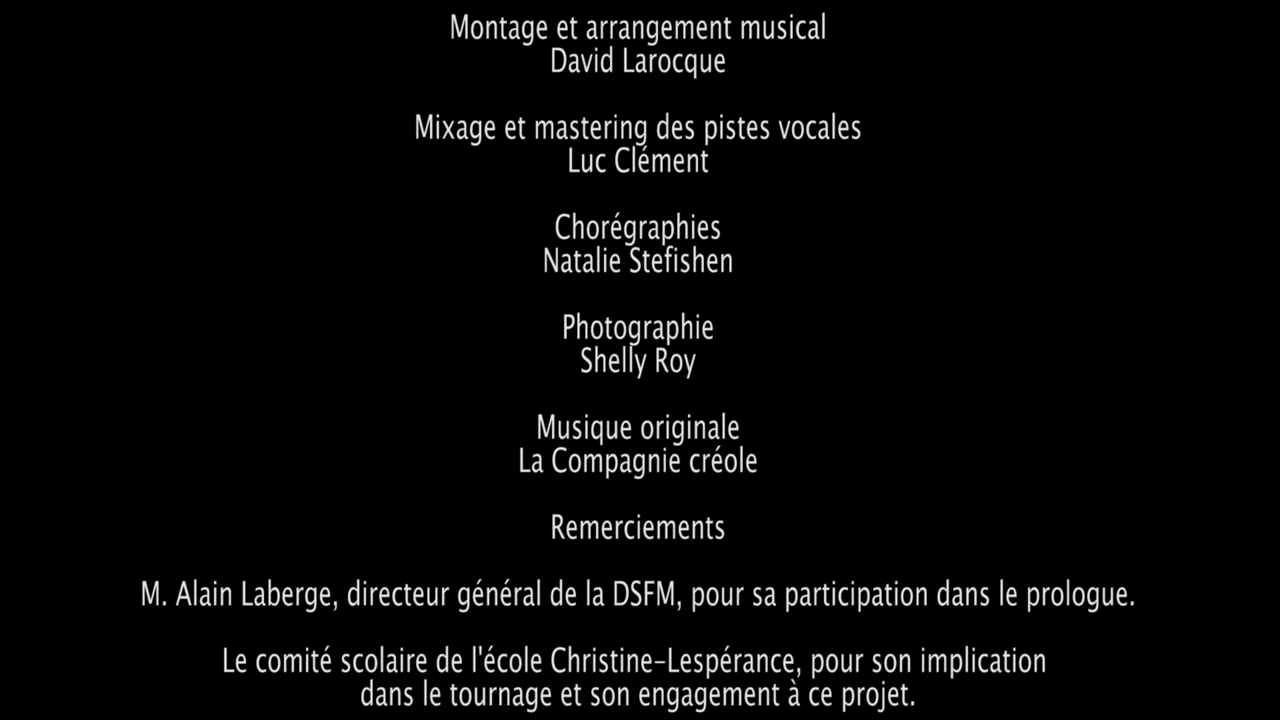 Montage et arrangement musical
David Larocque
Mixage et mastering des pistes vocales
Luc Clément
Chorégraphies
Natalie Stefishen
Photographie
Shelly Roy
Musique originale
La Compagnie créole
Remerciements
M. Alain Laberge, directeur général de la DSFM, pour sa participation dans le prologue.
Le comité scolaire de l'école Christine-Lespérance, pour son implication
dans le tournage et son engagement à ce projet.